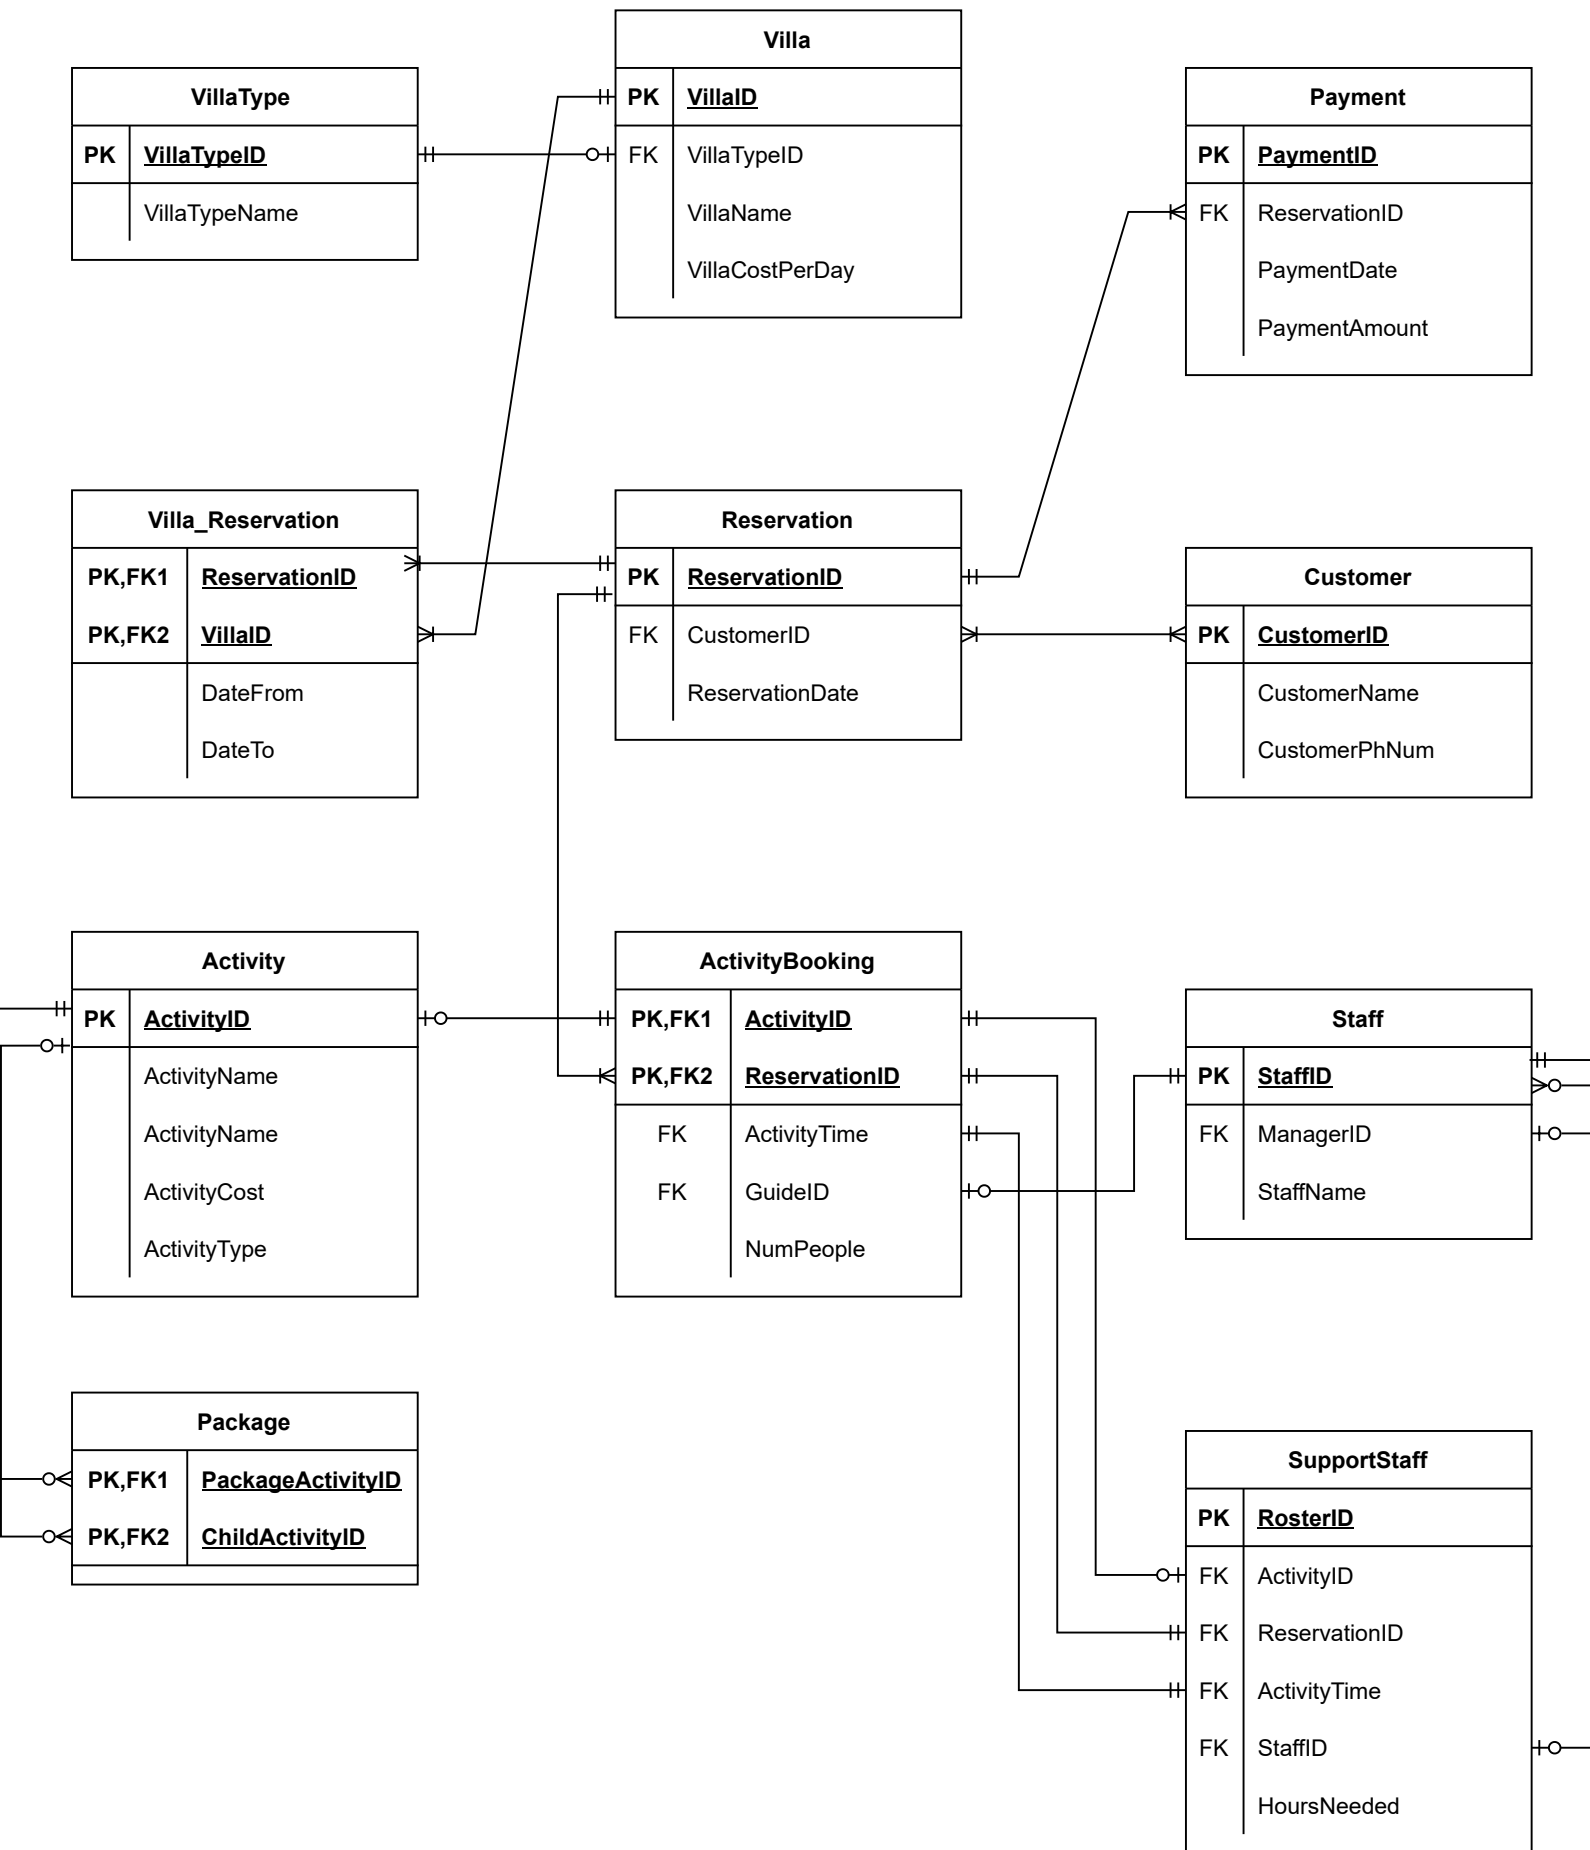 VillaType
PK VillaTypeID
VillaTypeName
Villa
PK VillaID
FK VillaTypeID
VillaName
VillaCostPerDay
Payment
PK PaymentID
FK ReservationID
PaymentDate
PaymentAmount
Villa_Reservation
PK,FK1 ReservationID
PK,FK2 VillaID
DateFrom
DateTo
Reservation
PK ReservationID
FK CustomerID
ReservationDate
Customer
PK CustomerID
CustomerName
CustomerPhNum
Activity
PK ActivityID
ActivityName
ActivityName
ActivityCost
ActivityType
ActivityBooking
PK,FK1 ActivityID
PK,FK2 ReservationID
FK ActivityTime
FK GuideID
NumPeople
Staff
PK StaffID
FK ManagerID
StaffName
Package
PK,FK1 PackageActivityID
PK,FK2 ChildActivityID
SupportStaff
PK RosterID
FK ActivityID
FK ReservationID
FK ActivityTime
FK StaffID
HoursNeeded